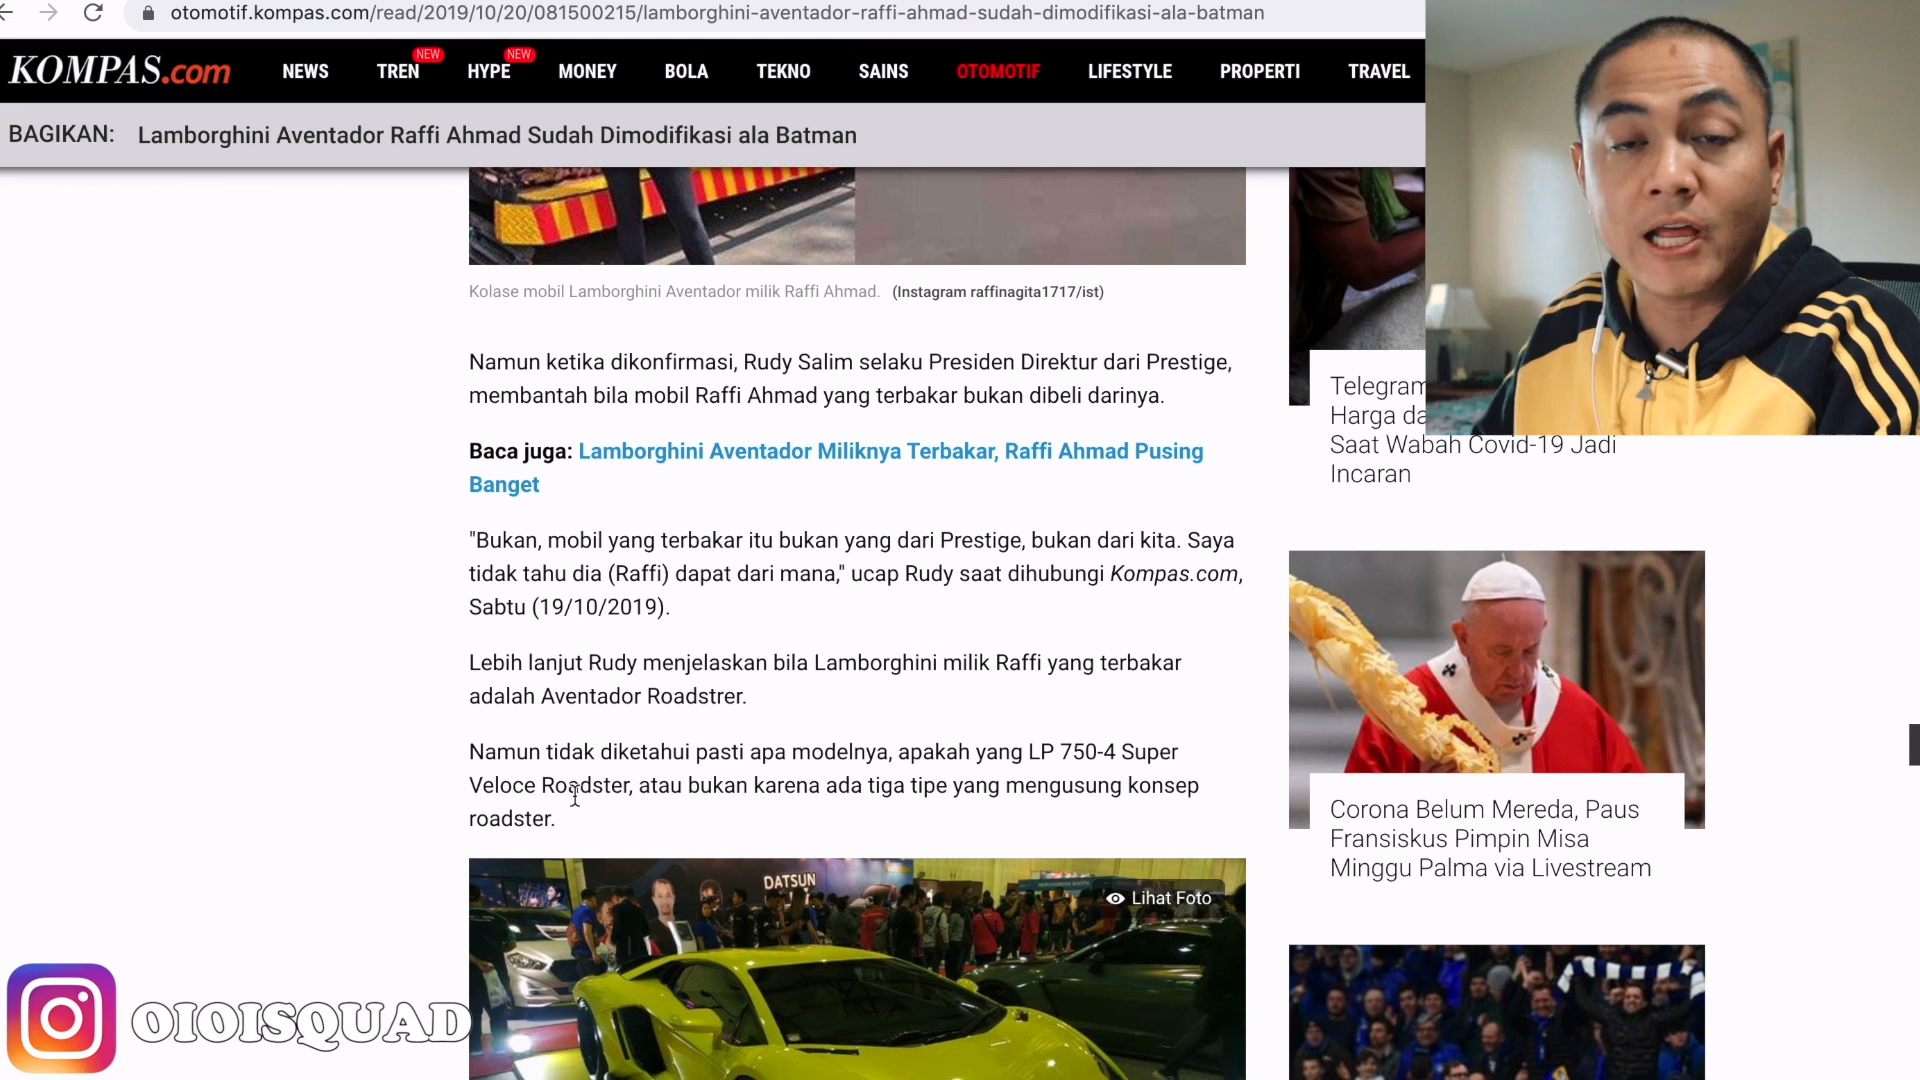 otomotif.kompas.com/read/2019/10/20/081500215/lamborghini-aventador-raffi-ahmad-sudah-dimodifikasi-ala-batman
KOMPAS.com
NEWS
TREN
NEW
HYPE
NEW
MONEY
BOLA
TEKNO
SAINS
OTOMOTIF
LIFESTYLE
PROPERTI
TRAVEL
BAGIKAN: Lamborghini Aventador Raffi Ahmad Sudah Dimodifikasi ala Batman
Kolase mobil Lamborghini Aventador milik Raffi Ahmad. (Instagram raffinagita1717/ist)
Namun ketika dikonfirmasi, Rudy Salim selaku Presiden Direktur dari Prestige,
membantah bila mobil Raffi Ahmad yang terbakar bukan dibeli darinya.
Baca juga: Lamborghini Aventador Miliknya Terbakar, Raffi Ahmad Pusing
Banget
"Bukan, mobil yang terbakar itu bukan yang dari Prestige, bukan dari kita. Saya
tidak tahu dia (Raffi) dapat dari mana," ucap Rudy saat dihubungi Kompas.com,
Sabtu (19/10/2019).
Lebih lanjut Rudy menjelaskan bila Lamborghini milik Raffi yang terbakar
adalah Aventador Roadstrer.
Namun tidak diketahui pasti apa modelnya, apakah yang LP 750-4 Super
Veloce Roadster, atau bukan karena ada tiga tipe yang mengusung konsep
roadster.
DATSUN
Lihat Foto
Telegram
Harga da
Saat Wabah Covid-19 Jadi
Incaran
Corona Belum Mereda, Paus
Fransiskus Pimpin Misa
Minggu Palma via Livestream
OIOISQUAD